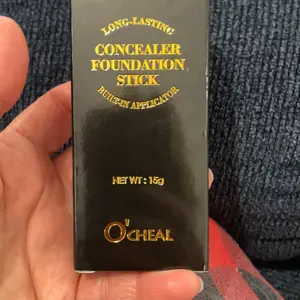 LONG-LASTING
CONCEALER
FOUNDATION
STICK
BUILT-IN APPLICATOR
NET WT: 15g
O'CHEAL